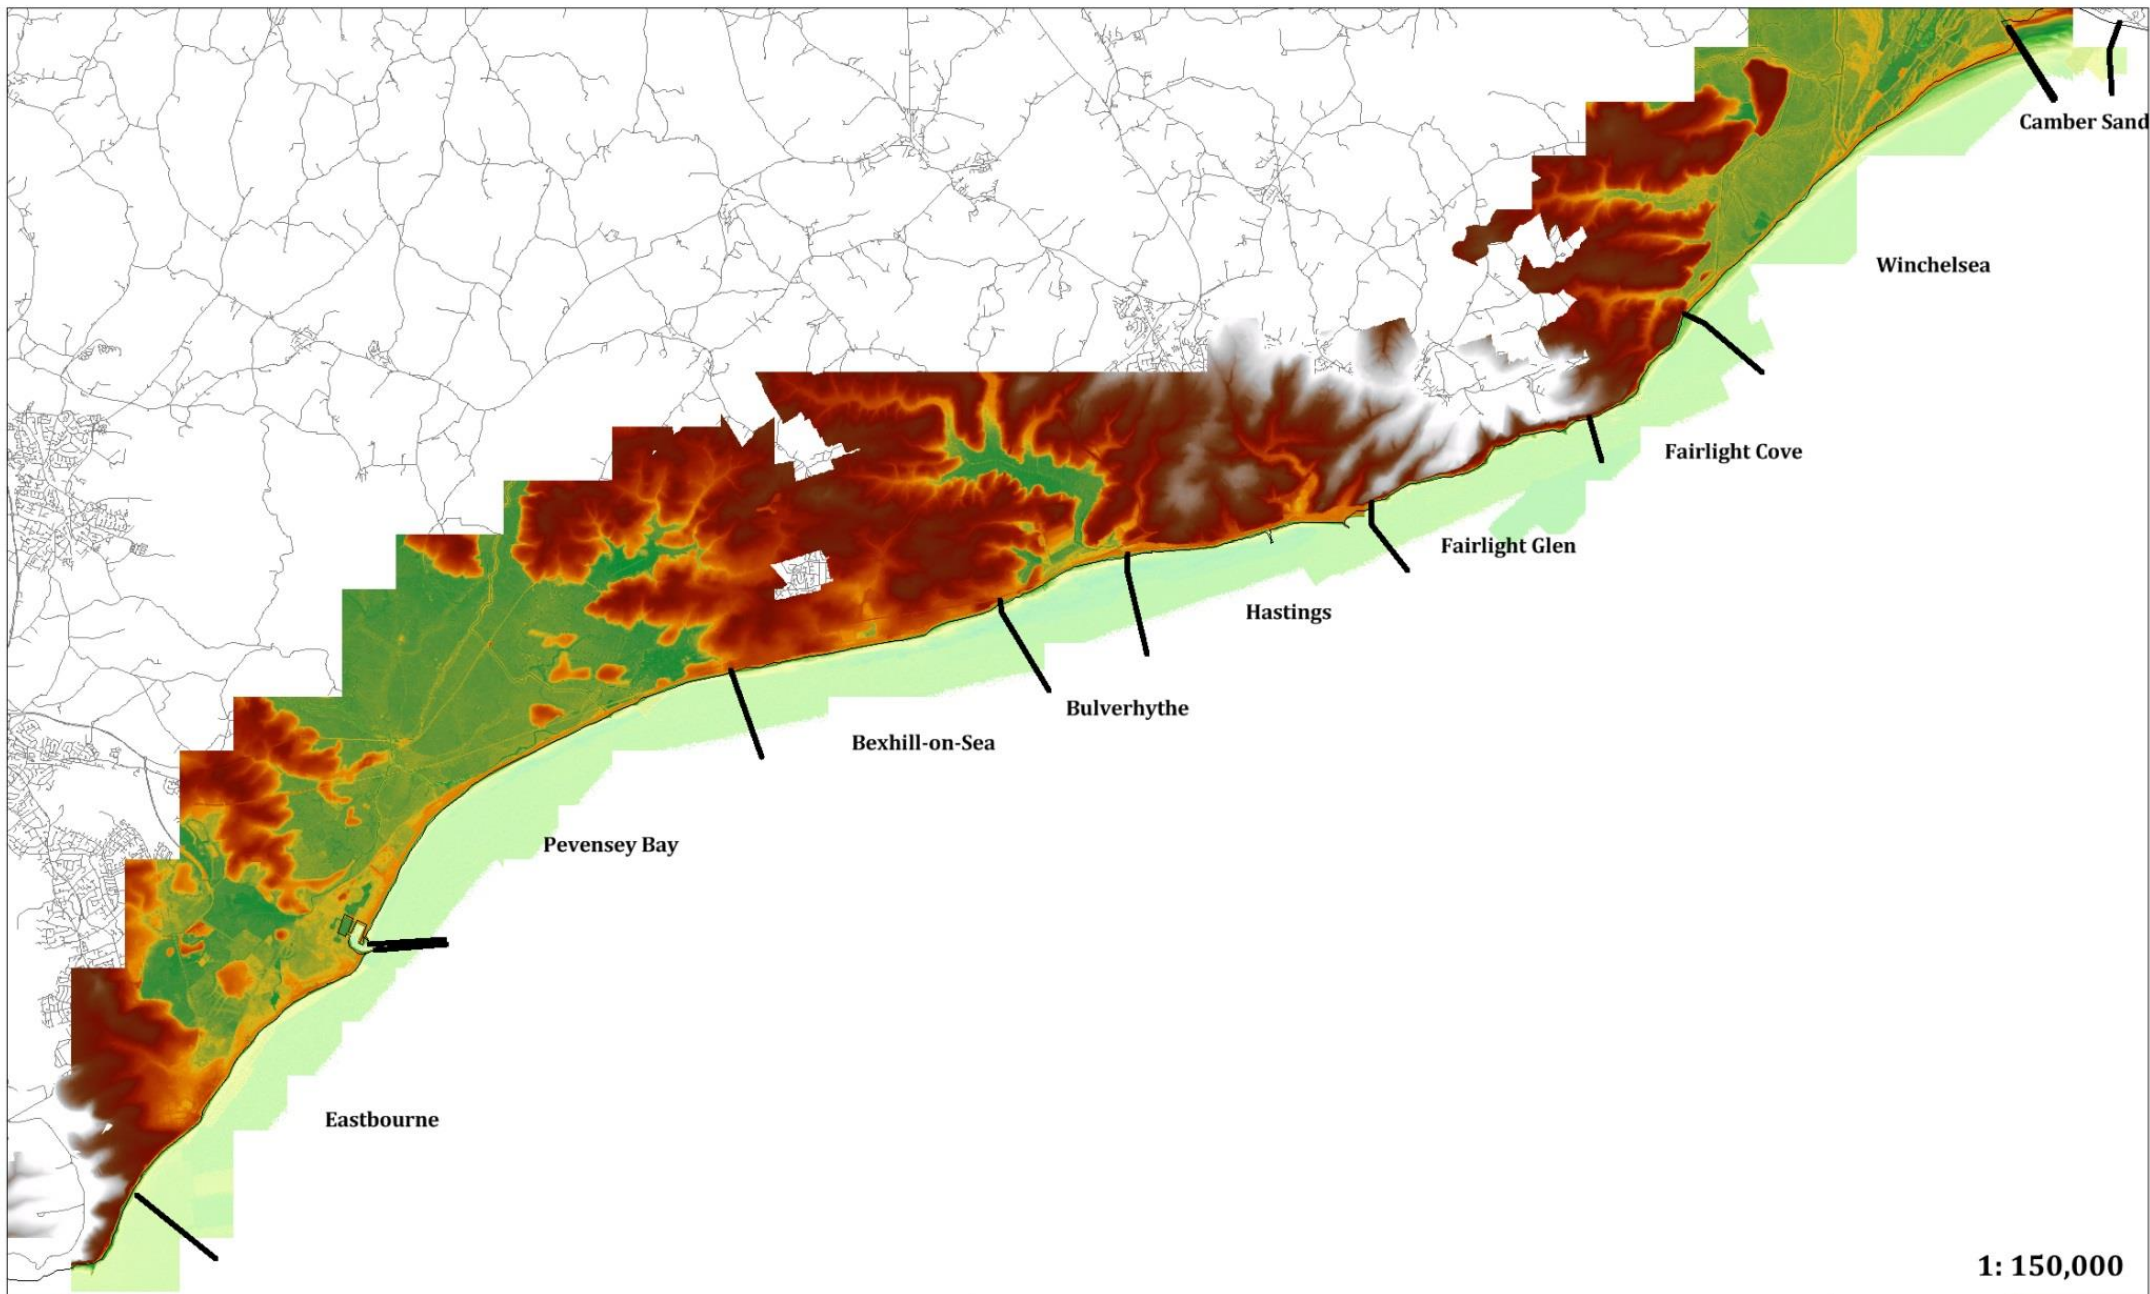 Camber Sand
Winchelsea
Fairlight Cove
Fairlight Glen
Hastings
Bulverhythe
Bexhill-on-Sea
Pevensey Bay
Eastbourne
1: 150,000